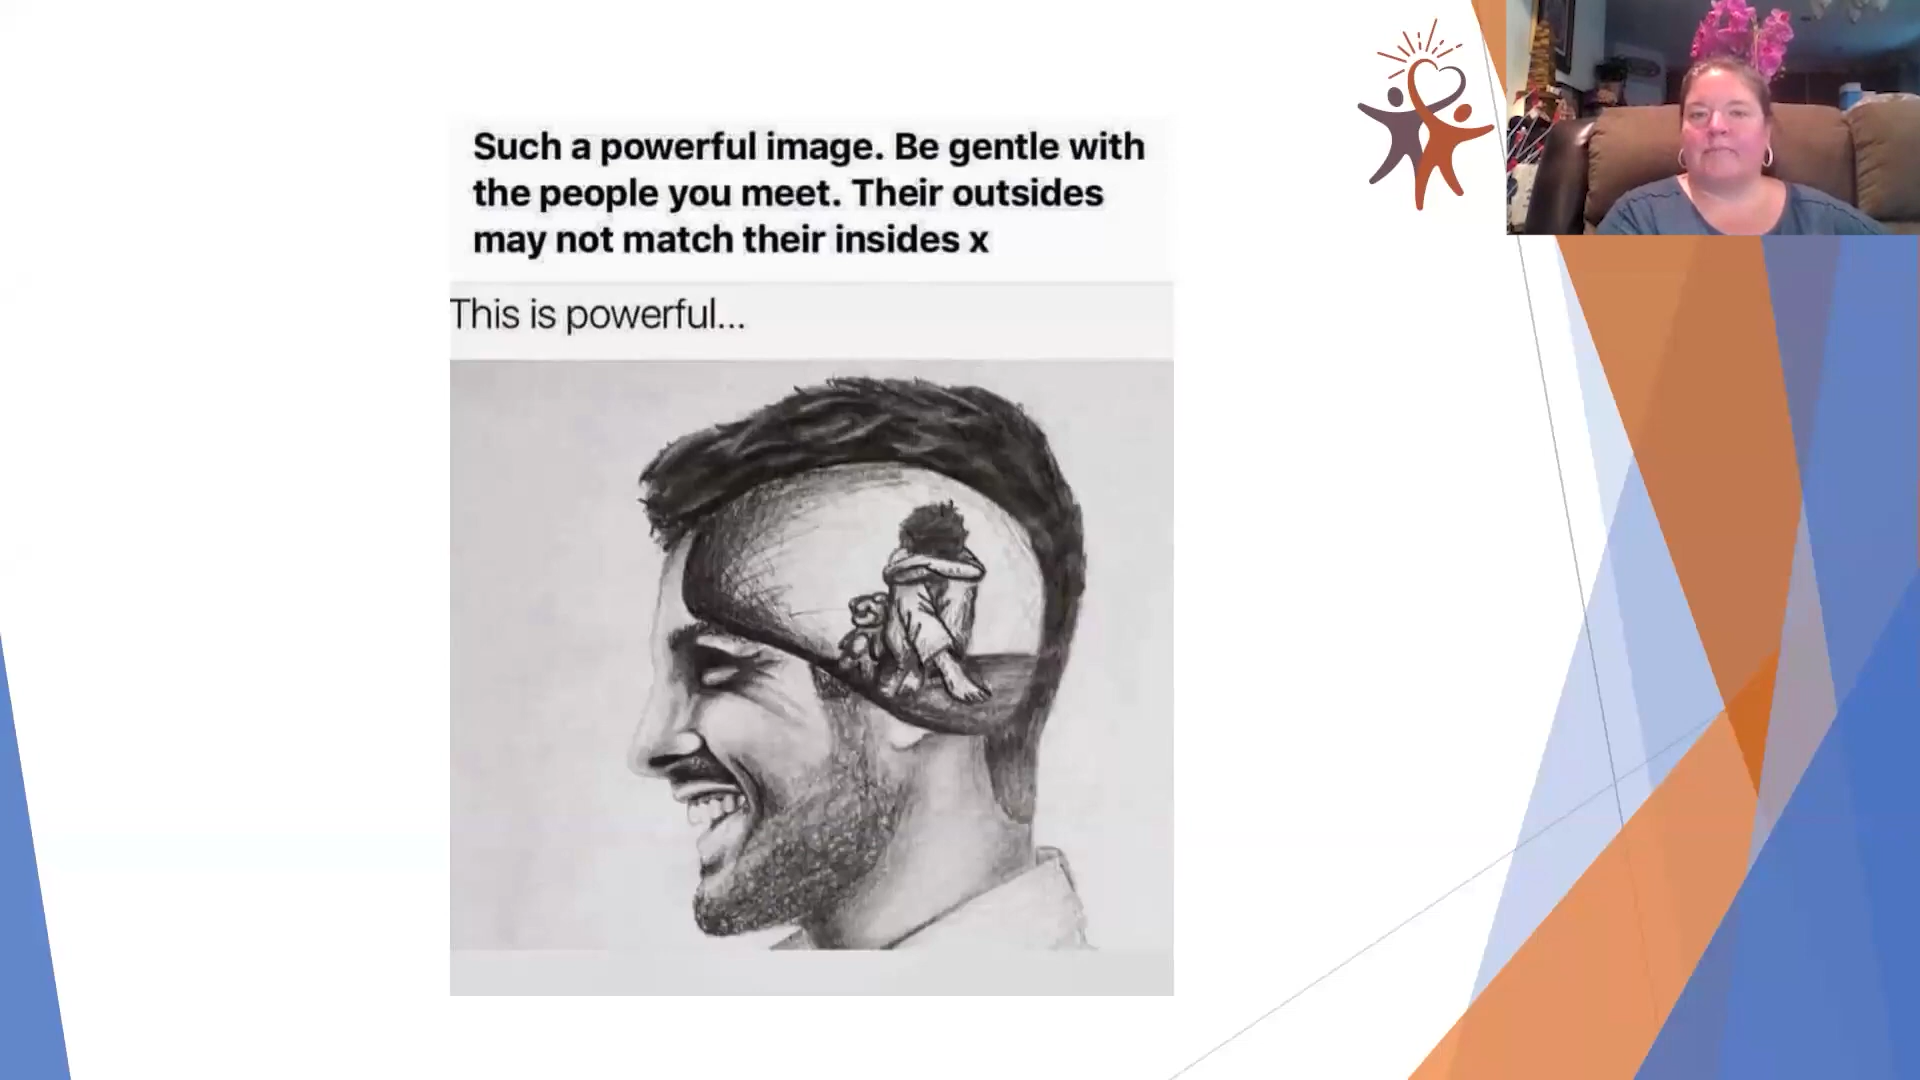 Such a powerful image. Be gentle with
the people you meet. Their outsides
may not match their insides x
This is powerful...